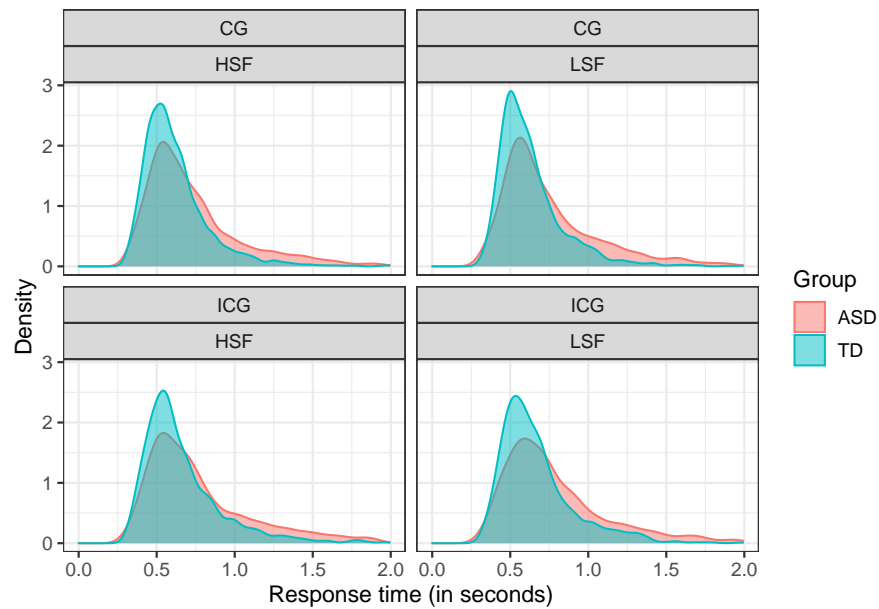 CG
CG
HSF
LSF
3
2
1
0
ICG
ICG
HSF
LSF
3
2
1
0
0.0
0.5
1.0
1.5
2.0
0.0
0.5
1.0
1.5
2.0
Response time (in seconds)
Density
Group
ASD
TD